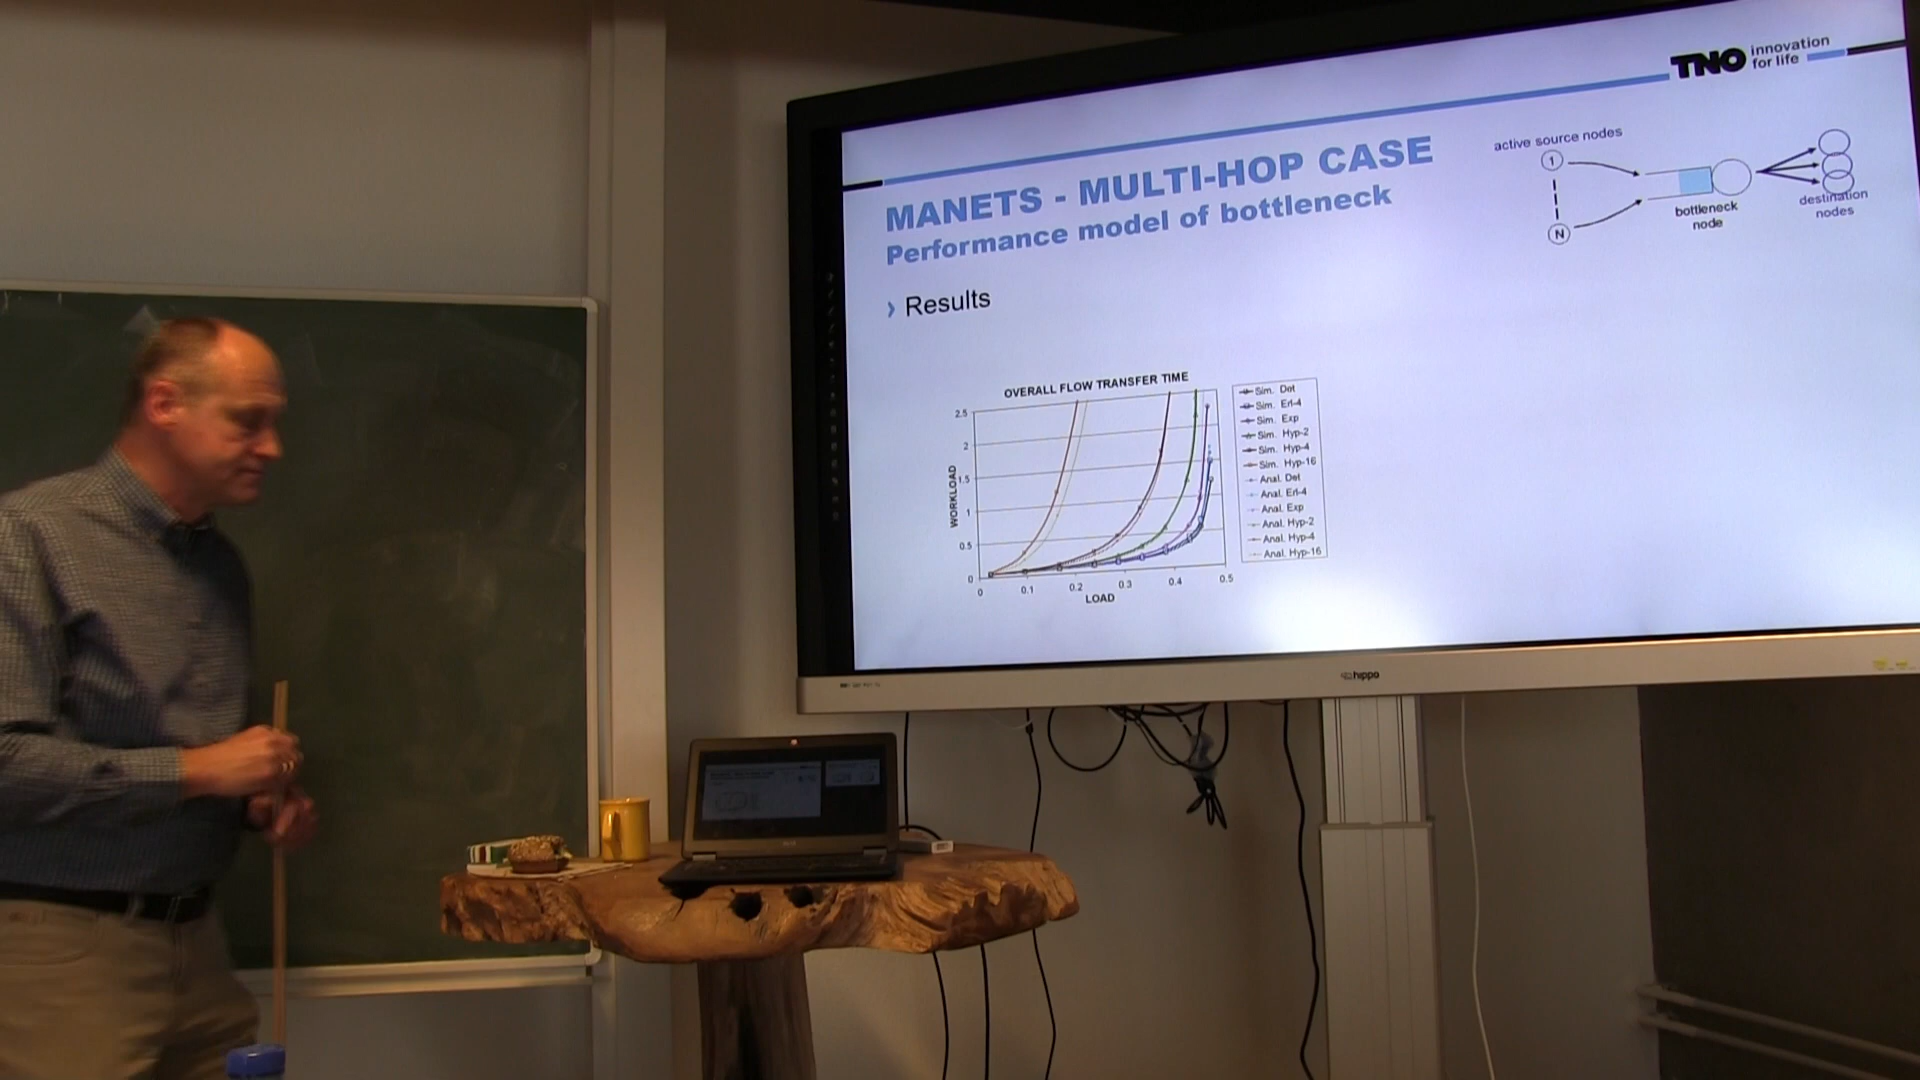 TNO innovation
for life
MANETS - MULTI-HOP CASE
Performance model of bottleneck
active source nodes
1
N
bottleneck
node
destination
nodes
› Results
OVERALL FLOW TRANSFER TIME
WORKLOAD
2.5
2
1.5
1
0.5
0
0 0.1 0.2 0.3 0.4 0.5
LOAD
Sim. Det
Sim. Erl-4
Sim. Exp
Sim. Hyp-2
Sim. Hyp-4
Sim. Hyp-16
Anal. Det
Anal. Erl-4
Anal. Exp
Anal. Hyp-2
Anal. Hyp-4
Anal. Hyp-16
hippo